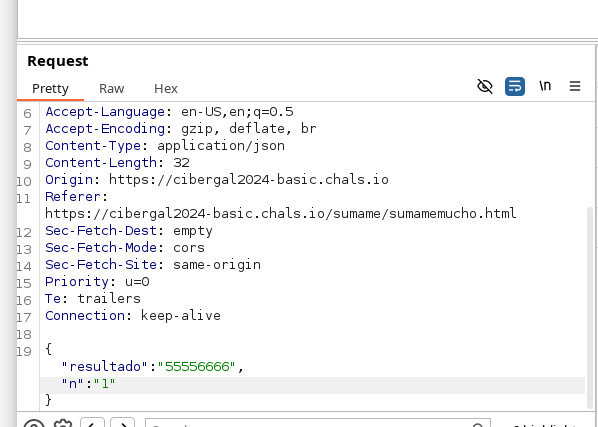 Request
Pretty Raw Hex
\n
6 Accept-Language: en-US,en;q=0.5
7 Accept-Encoding: gzip, deflate, br
8 Content-Type: application/json
9 Content-Length: 32
10 Origin: https://cibergal2024-basic.chals.io
11 Referer:
https://cibergal2024-basic.chals.io/sumame/sumamemucho.html
12 Sec-Fetch-Dest: empty
13 Sec-Fetch-Mode: cors
14 Sec-Fetch-Site: same-origin
15 Priority: u=0
16 Te: trailers
17 Connection: keep-alive
18
19 {
"resultado":"55556666",
"n":"1"
}